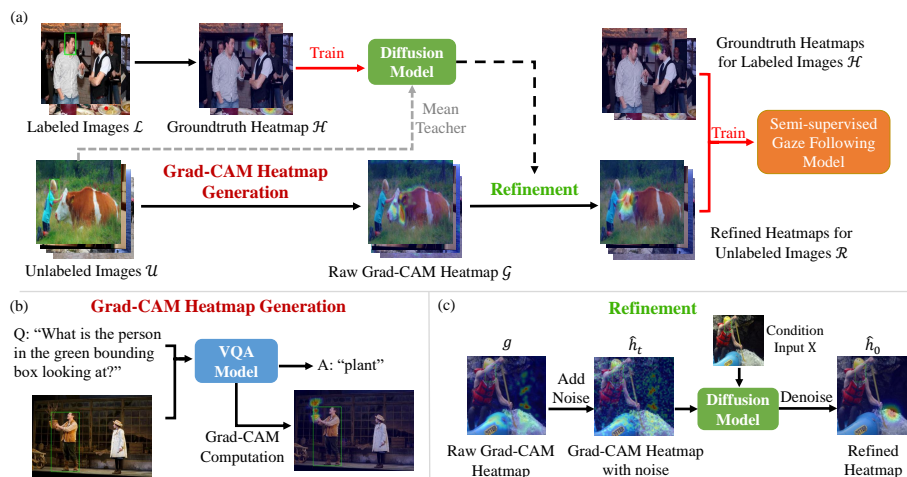 (a)
Train
Diffusion
Model
Mean
Teacher
Labeled Images ℒ
Groundtruth Heatmap ℋ
Grad-CAM Heatmap
Generation
Refinement
Unlabeled Images 𝒰
Raw Grad-CAM Heatmap 𝒢
Groundtruth Heatmaps
for Labeled Images ℋ
Train
Semi-supervised
Gaze Following
Model
Refined Heatmaps for
Unlabeled Images ℛ
(b)
Grad-CAM Heatmap Generation
Q: “What is the person
in the green bounding
box looking at?”
VQA
Model
A: “plant”
Grad-CAM
Computation
(c)
Refinement
g
Add
Noise
ĥ_t
Condition
Input X
Diffusion
Model
Denoise
ĥ_0
Raw Grad-CAM
Heatmap
Grad-CAM Heatmap
with noise
Refined
Heatmap